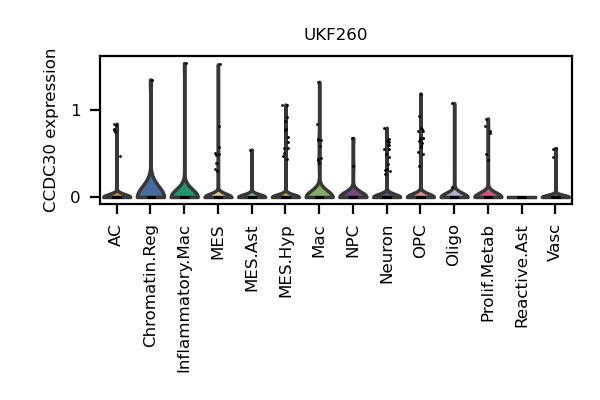 UKF260
CCDC30 expression
1
0
AC
Chromatin.Reg
Inflammatory.Mac
MES
MES.Ast
MES.Hyp
Mac
NPC
Neuron
OPC
Oligo
Prolif.Metab
Reactive.Ast
Vasc